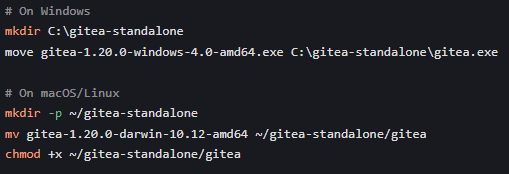 # On Windows
mkdir C:\gitea-standalone
move gitea-1.20.0-windows-4.0-amd64.exe C:\gitea-standalone\gitea.exe
# On macOS/Linux
mkdir -p ~/gitea-standalone
mv gitea-1.20.0-darwin-10.12-amd64 ~/gitea-standalone/gitea
chmod +x ~/gitea-standalone/gitea